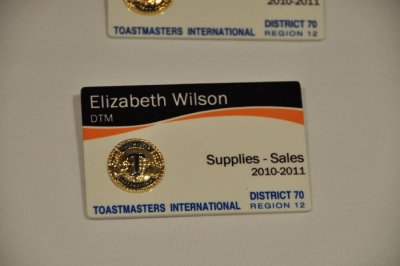 2010-2011
TOASTMASTERS INTERNATIONAL DISTRICT 70
REGION 12
Elizabeth Wilson
DTM
T
Supplies - Sales
2010-2011
TOASTMASTERS INTERNATIONAL DISTRICT 70
REGION 12